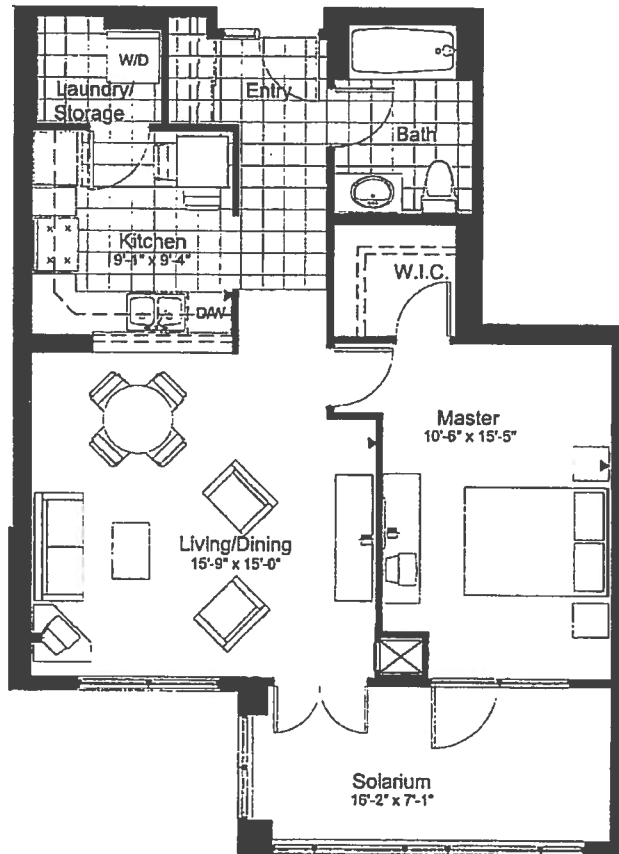 W/D
Laundry/
Storage
Entry
Bath
Kitchen
9'-1" x 9'-4"
W.I.C.
D/W
Master
10'-6" x 15'-5"
Living/Dining
15'-9" x 15'-0"
Solarium
16'-2" x 7'-1"